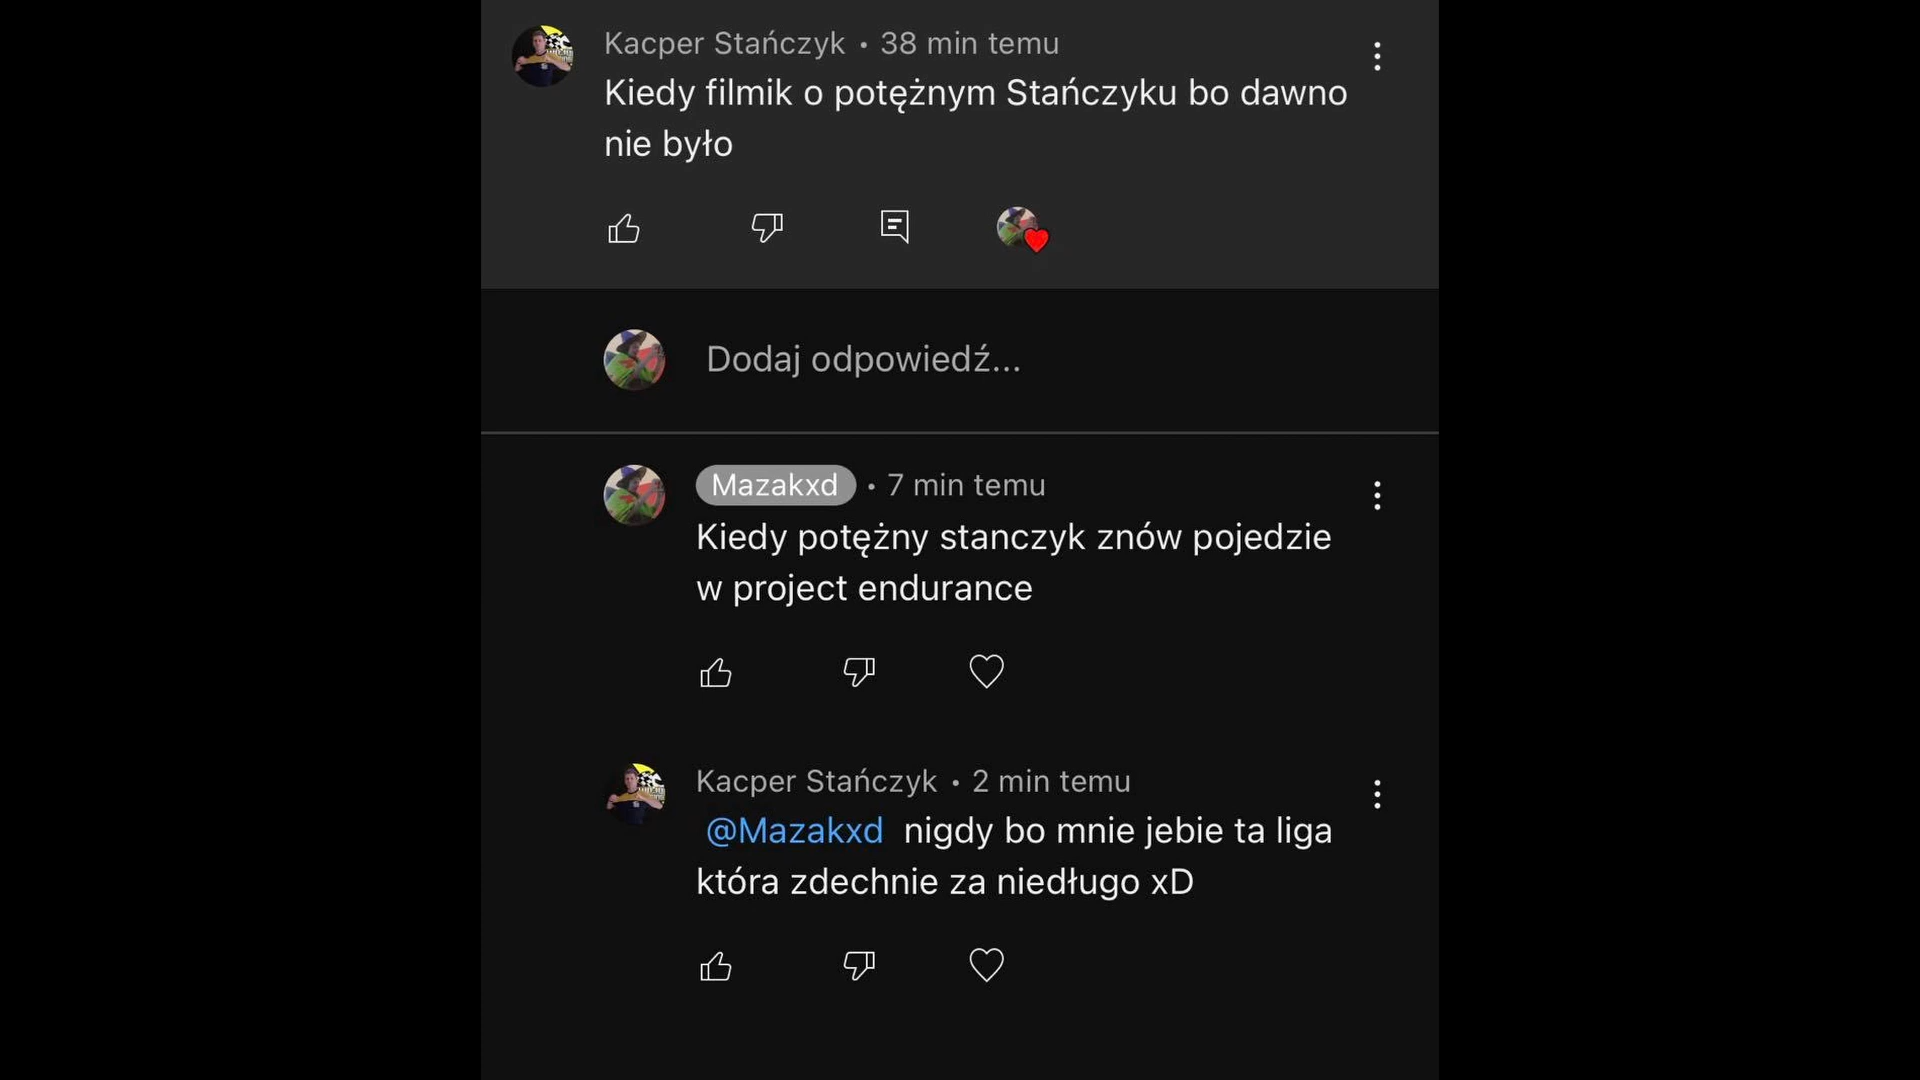 Kacper Stańczyk • 38 min temu
Kiedy filmik o potężnym Stańczyku bo dawno
nie było
Dodaj odpowiedź...
Mazakxd • 7 min temu
Kiedy potężny stanczyk znów pojedzie
w project endurance
Kacper Stańczyk • 2 min temu
@Mazakxd nigdy bo mnie jebie ta liga
która zdechnie za niedługo xD